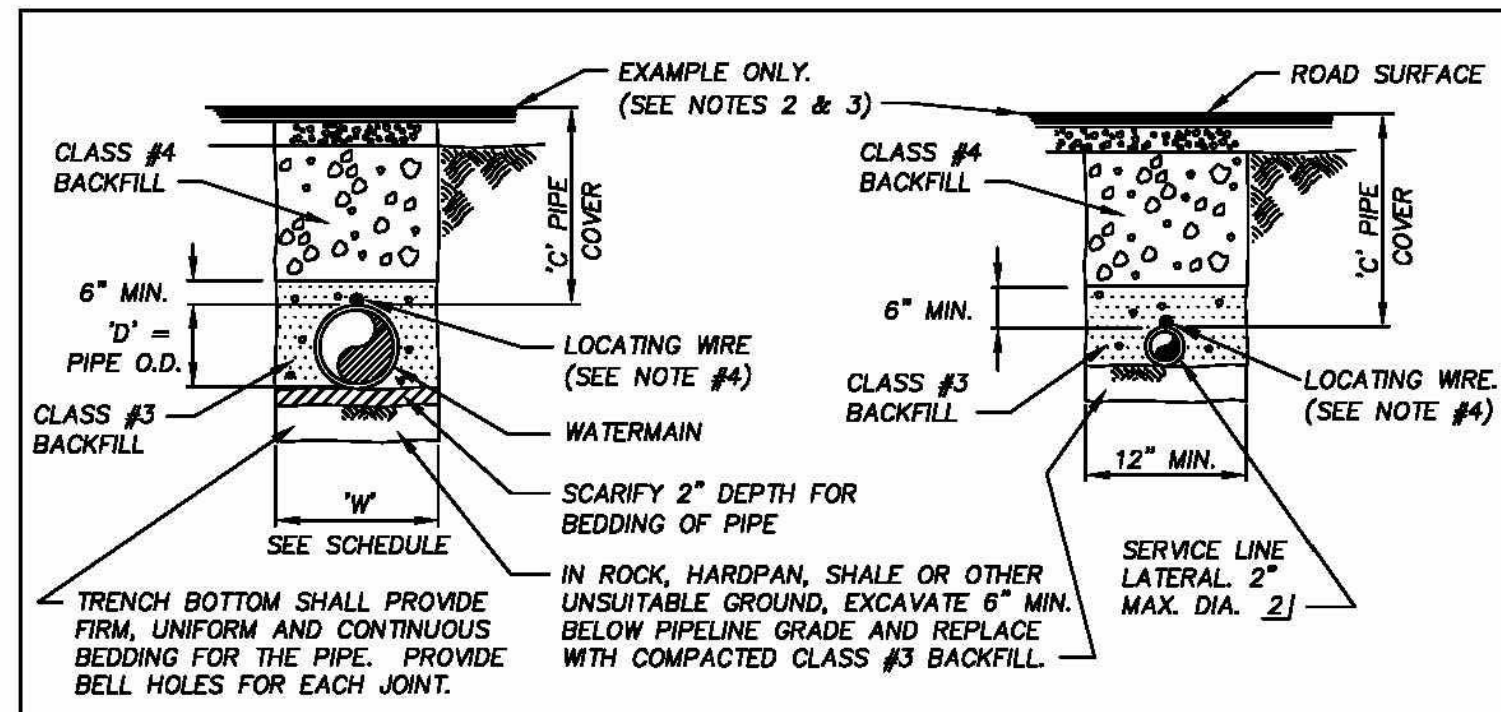 EXAMPLE ONLY.
(SEE NOTES 2 & 3)
ROAD SURFACE
CLASS #4
BACKFILL
'C' PIPE
COVER
6" MIN.
'D' =
PIPE O.D.
LOCATING WIRE
(SEE NOTE #4)
CLASS #3
BACKFILL
WATERMAIN
'W'
SEE SCHEDULE
SCARIFY 2" DEPTH FOR
BEDDING OF PIPE
TRENCH BOTTOM SHALL PROVIDE
FIRM, UNIFORM AND CONTINUOUS
BEDDING FOR THE PIPE. PROVIDE
BELL HOLES FOR EACH JOINT.
IN ROCK, HARDPAN, SHALE OR OTHER
UNSUITABLE GROUND, EXCAVATE 6" MIN.
BELOW PIPELINE GRADE AND REPLACE
WITH COMPACTED CLASS #3 BACKFILL.
CLASS #4
BACKFILL
'C' PIPE
COVER
6" MIN.
CLASS #3
BACKFILL
LOCATING WIRE.
(SEE NOTE #4)
12" MIN.
SERVICE LINE
LATERAL. 2"
MAX. DIA. 2